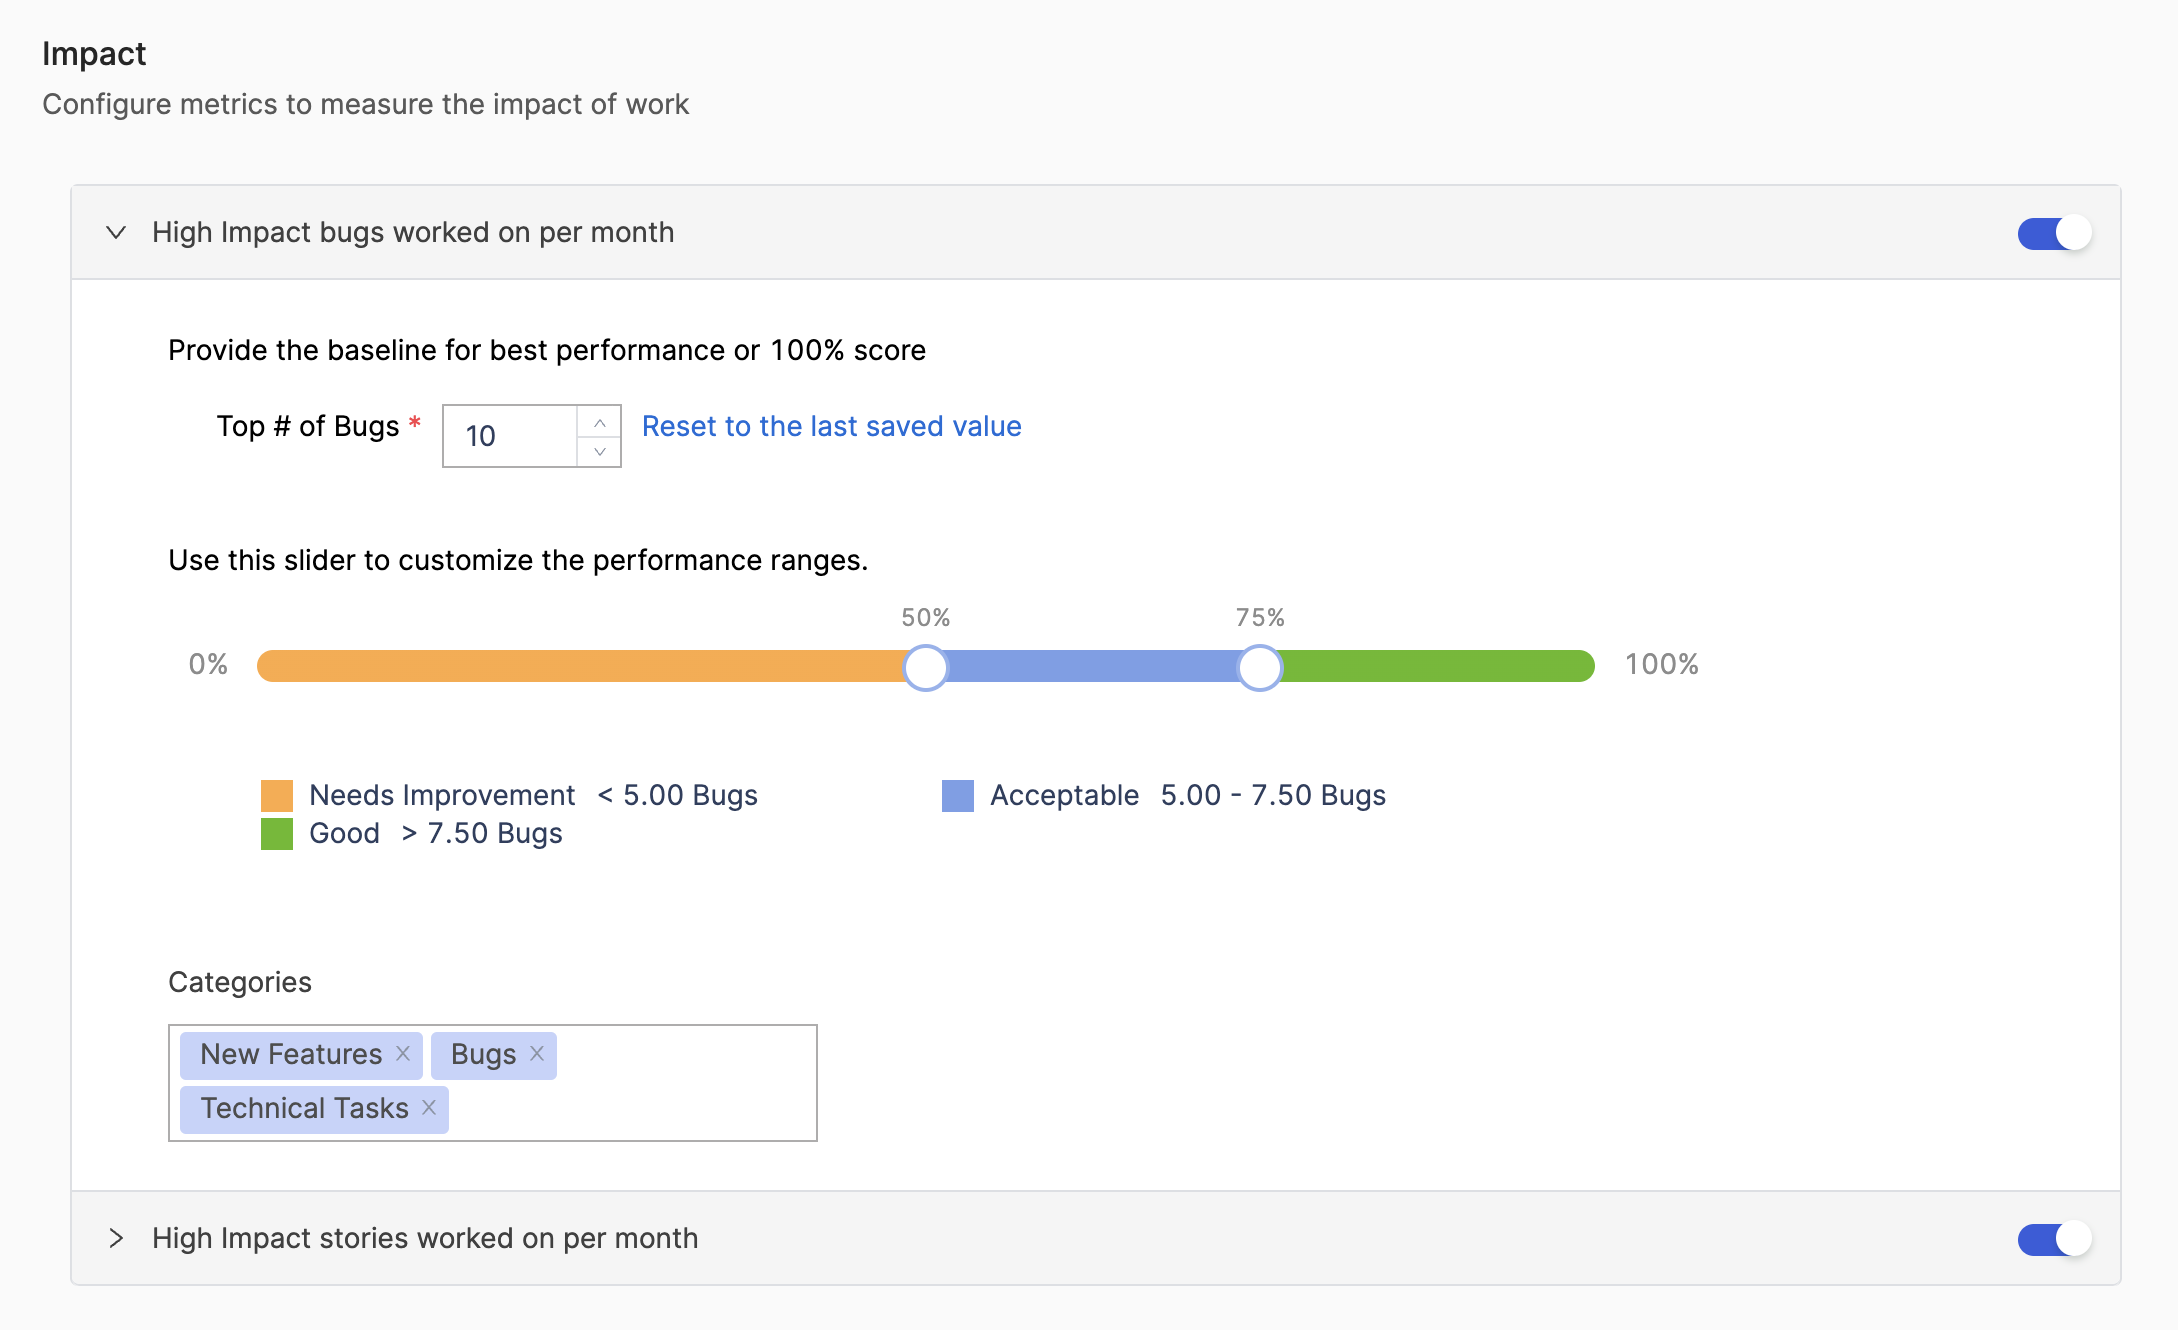 Impact
Configure metrics to measure the impact of work
High Impact bugs worked on per month
Provide the baseline for best performance or 100% score
Top # of Bugs * 10 Reset to the last saved value
Use this slider to customize the performance ranges.
50% 75%
0% 100%
Needs Improvement < 5.00 Bugs Acceptable 5.00 - 7.50 Bugs
Good > 7.50 Bugs
Categories
New Features X Bugs X
Technical Tasks X
High Impact stories worked on per month